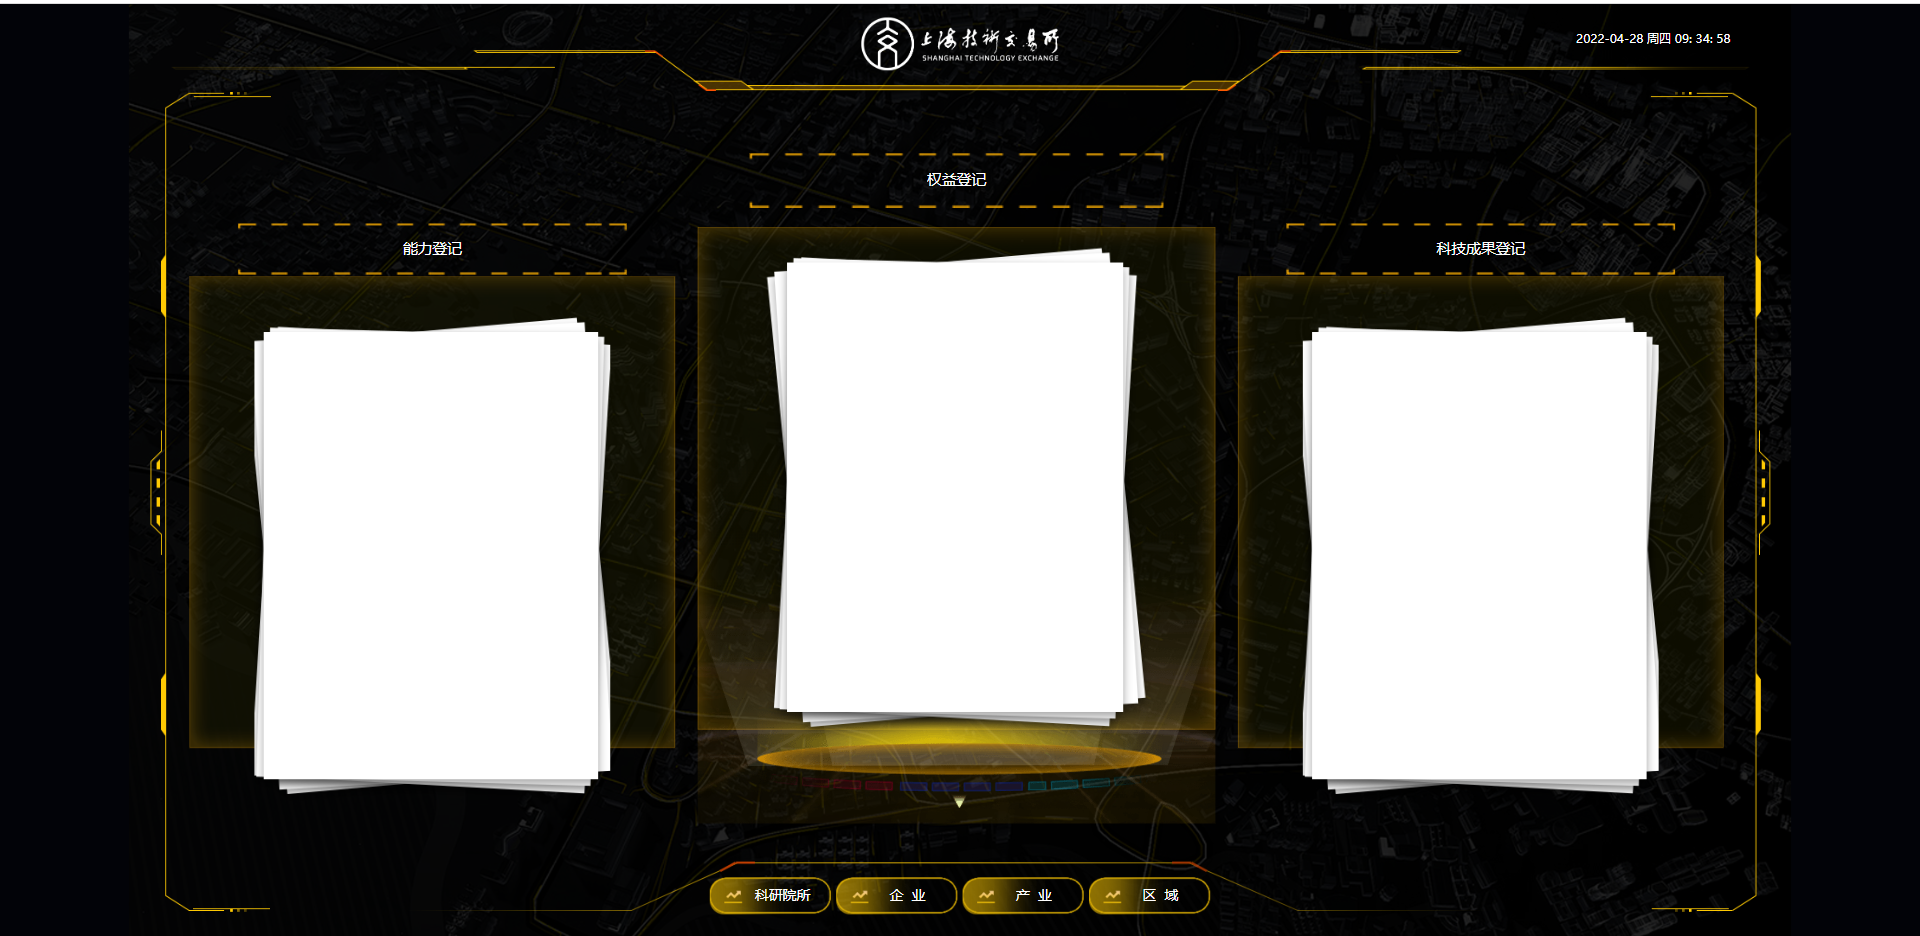 上海技術交易所
SHANGHAI TECHNOLOGY EXCHANGE
2022-04-28 周四 09: 34: 58
权益登记
能力登记
科技成果登记
科研院所
企 业
产 业
区 域